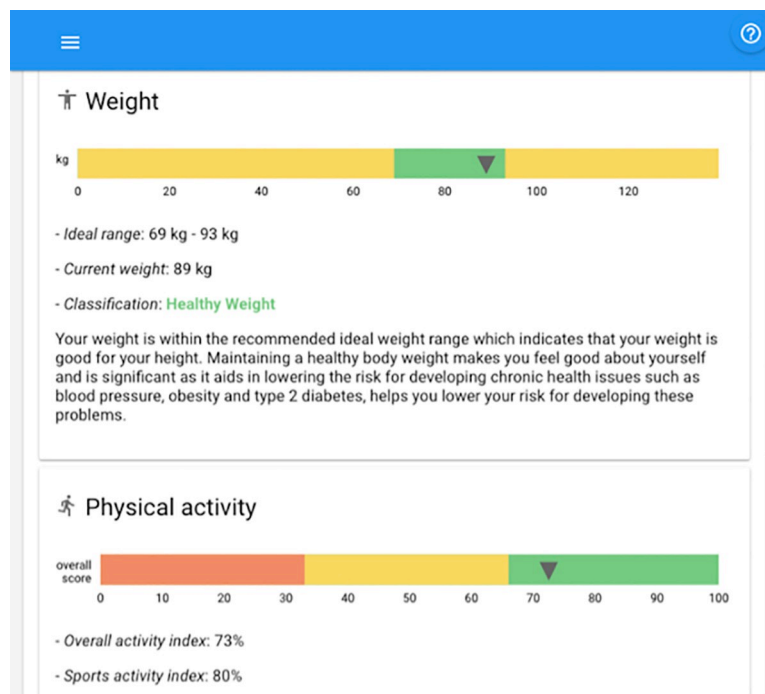 Weight
kg
0 20 40 60 80 100 120
- Ideal range: 69 kg - 93 kg
- Current weight: 89 kg
- Classification: Healthy Weight
Your weight is within the recommended ideal weight range which indicates that your weight is
good for your height. Maintaining a healthy body weight makes you feel good about yourself
and is significant as it aids in lowering the risk for developing chronic health issues such as
blood pressure, obesity and type 2 diabetes, helps you lower your risk for developing these
problems.
Physical activity
overall
score
0 10 20 30 40 50 60 70 80 90 100
- Overall activity index: 73%
- Sports activity index: 80%